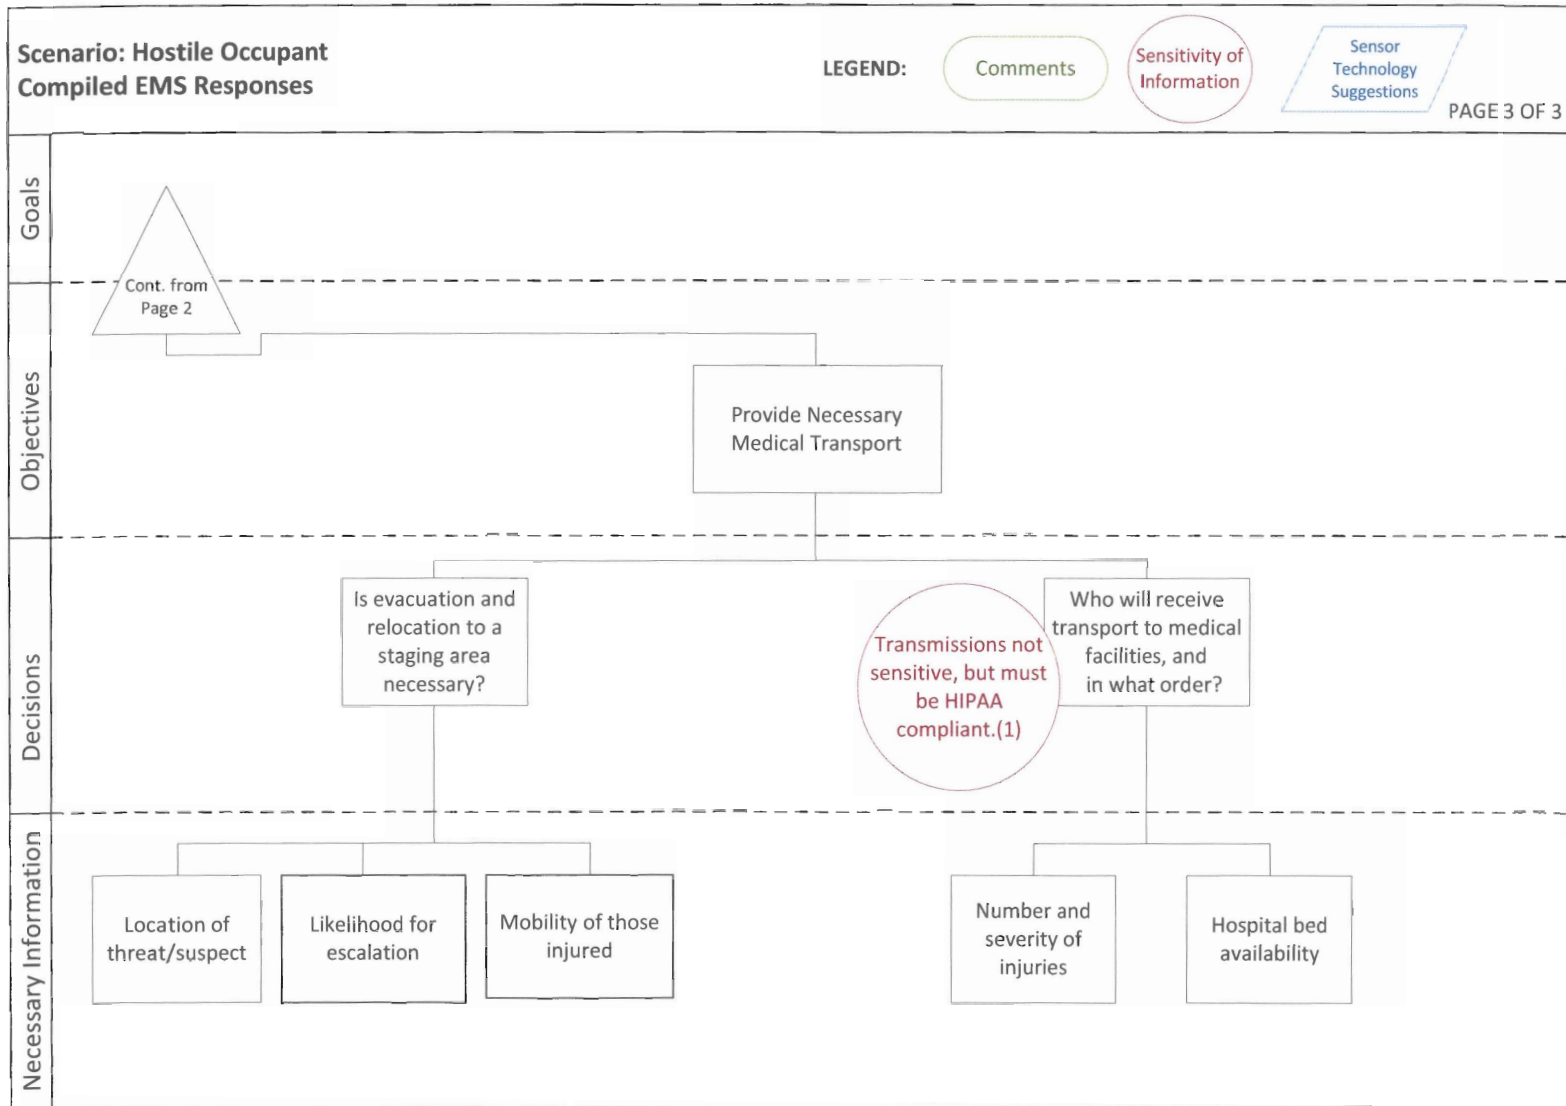 Scenario: Hostile Occupant
Compiled EMS Responses
LEGEND:
Comments
Sensitivity of
Information
Sensor
Technology
Suggestions
PAGE 3 OF 3
Goals
Cont. from
Page 2
Objectives
Provide Necessary
Medical Transport
Decisions
Is evacuation and
relocation to a
staging area
necessary?
Transmissions not
sensitive, but must
be HIPAA
compliant.(1)
Who will receive
transport to medical
facilities, and
in what order?
Necessary Information
Location of
threat/suspect
Likelihood for
escalation
Mobility of those
injured
Number and
severity of
injuries
Hospital bed
availability